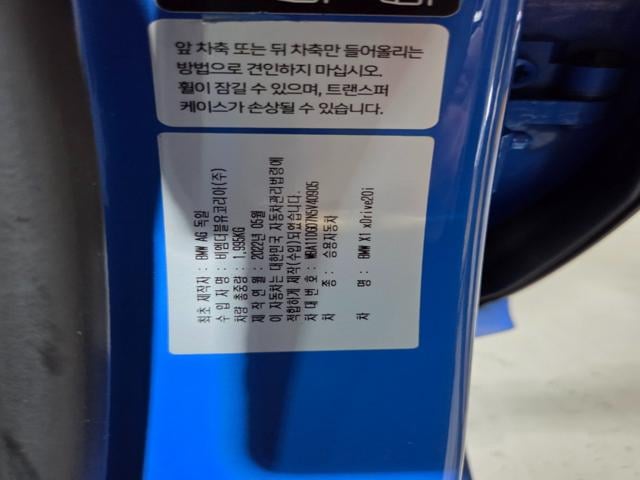 앞 차축 또는 뒤 차축만 들어올리는
방법으로 견인하지 마십시오.
휠이 잠길 수 있으며, 트랜스퍼
케이스가 손상될 수 있습니다.
최초 제작자 : BMW AG 독일
수 입 자 명 : 비엠더블유코리아(주)
차량 총중량 : 1,995KG
제 작 연 월 : 2022년 05월
이 자동차는 대한민국 자동차관리법령에
적합하게 제작(수입)되었습니다.
차 대 번 호 : WBA11DG07N5V40905
차 종 : 승용자동차
차 명 : BMW X1 xDrive20i